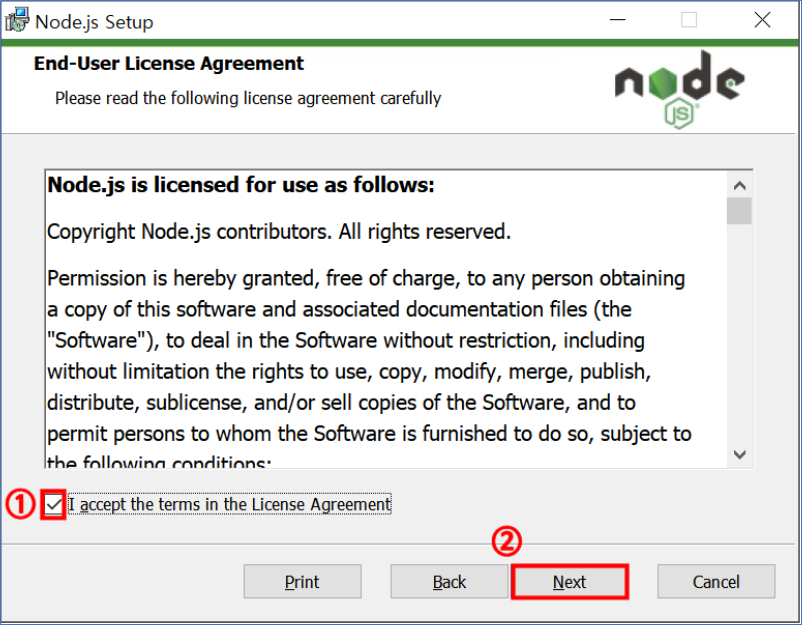 Node.js Setup
End-User License Agreement
Please read the following license agreement carefully
node
JS
Node.js is licensed for use as follows:
Copyright Node.js contributors. All rights reserved.
Permission is hereby granted, free of charge, to any person obtaining
a copy of this software and associated documentation files (the
"Software"), to deal in the Software without restriction, including
without limitation the rights to use, copy, modify, merge, publish,
distribute, sublicense, and/or sell copies of the Software, and to
permit persons to whom the Software is furnished to do so, subject to
the following conditions:
① I accept the terms in the License Agreement
②
Print Back Next Cancel